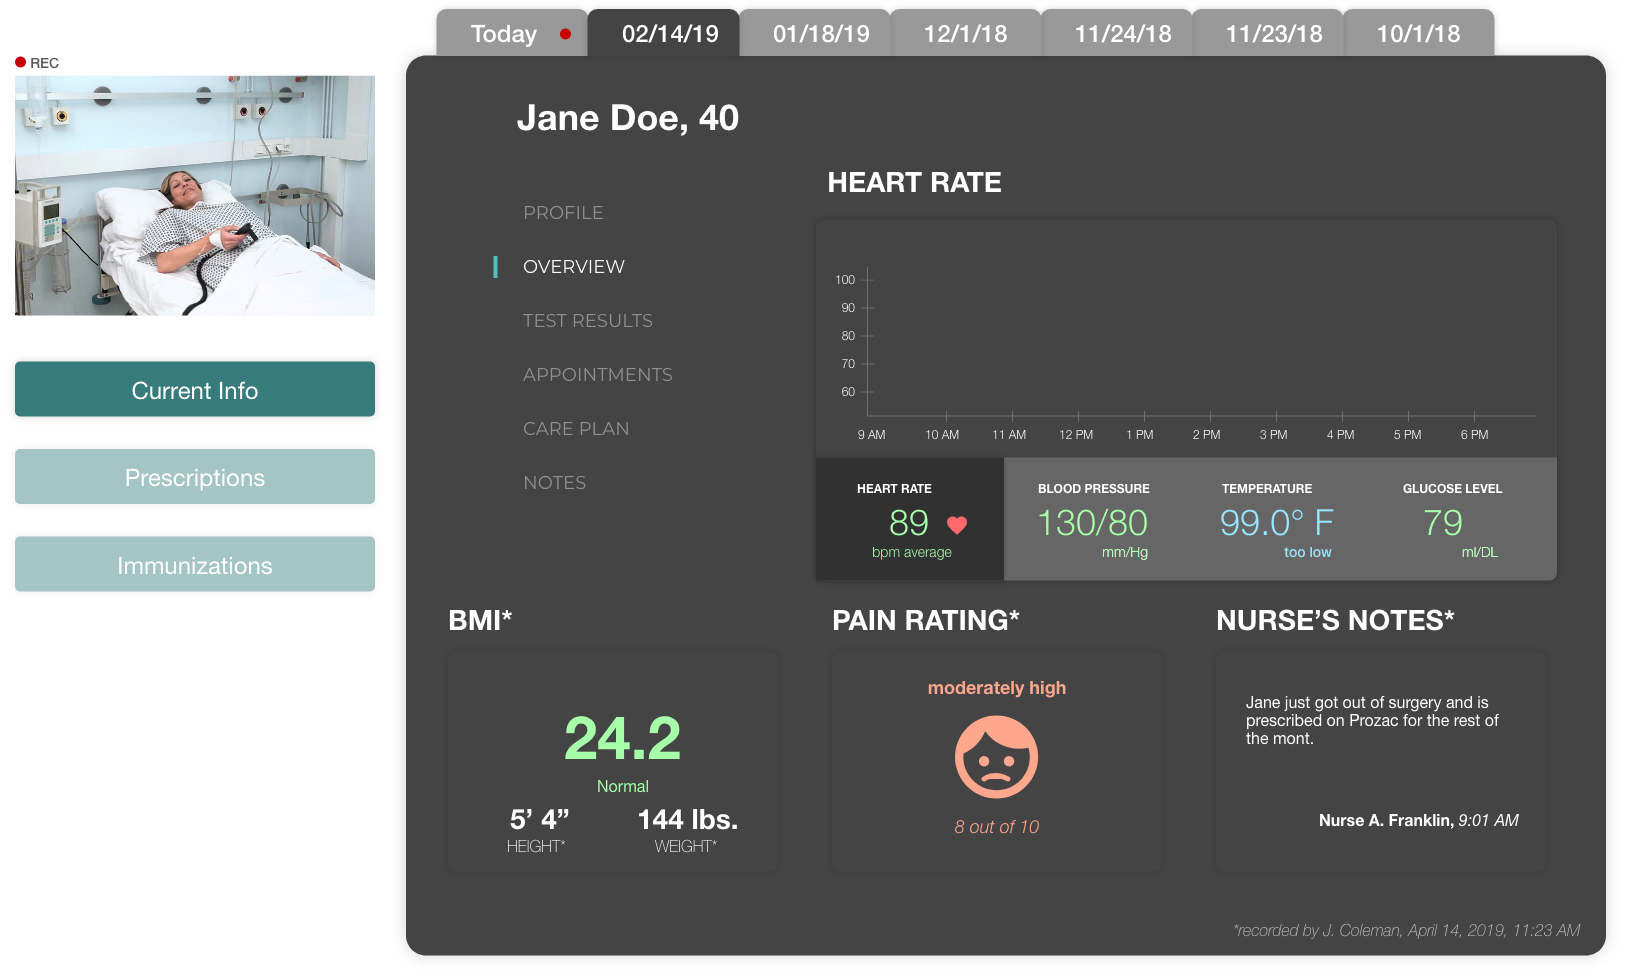 Today
02/14/19
01/18/19
12/1/18
11/24/18
11/23/18
10/1/18
REC
Current Info
Prescriptions
Immunizations
Jane Doe, 40
PROFILE
OVERVIEW
TEST RESULTS
APPOINTMENTS
CARE PLAN
NOTES
HEART RATE
100
90
80
70
60
9 AM
10 AM
11 AM
12 PM
1 PM
2 PM
3 PM
4 PM
5 PM
6 PM
HEART RATE
89
bpm average
BLOOD PRESSURE
130/80
mm/Hg
TEMPERATURE
99.0° F
too low
GLUCOSE LEVEL
79
ml/DL
BMI*
24.2
Normal
5’ 4”
HEIGHT*
144 lbs.
WEIGHT*
PAIN RATING*
moderately high
8 out of 10
NURSE’S NOTES*
Jane just got out of surgery and is
prescribed on Prozac for the rest of
the mont.
Nurse A. Franklin, 9:01 AM
*recorded by J. Coleman, April 14, 2019, 11:23 AM